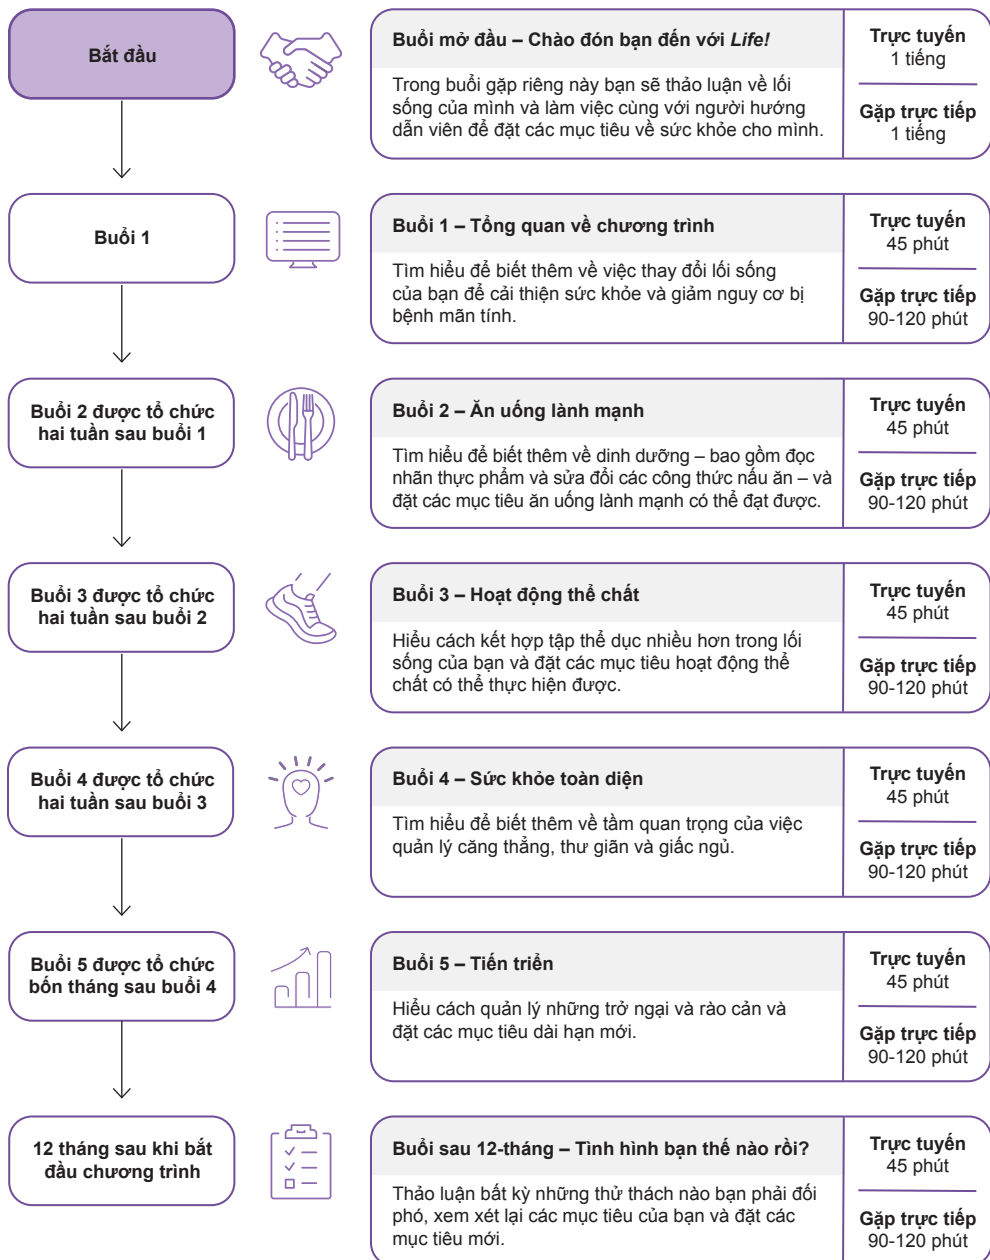 Bắt đầu
Buổi mở đầu – Chào đón bạn đến với Life!
Trong buổi gặp riêng này bạn sẽ thảo luận về lối
sống của mình và làm việc cùng với người hướng
dẫn viên để đặt các mục tiêu về sức khỏe cho mình.
Trực tuyến
1 tiếng
Gặp trực tiếp
1 tiếng
Buổi 1
Buổi 1 – Tổng quan về chương trình
Tìm hiểu để biết thêm về việc thay đổi lối sống
của bạn để cải thiện sức khỏe và giảm nguy cơ bị
bệnh mãn tính.
Trực tuyến
45 phút
Gặp trực tiếp
90-120 phút
Buổi 2 được tổ chức
hai tuần sau buổi 1
Buổi 2 – Ăn uống lành mạnh
Tìm hiểu để biết thêm về dinh dưỡng – bao gồm đọc
nhãn thực phẩm và sửa đổi các công thức nấu ăn – và
đặt các mục tiêu ăn uống lành mạnh có thể đạt được.
Trực tuyến
45 phút
Gặp trực tiếp
90-120 phút
Buổi 3 được tổ chức
hai tuần sau buổi 2
Buổi 3 – Hoạt động thể chất
Hiểu cách kết hợp tập thể dục nhiều hơn trong lối
sống của bạn và đặt các mục tiêu hoạt động thể
chất có thể thực hiện được.
Trực tuyến
45 phút
Gặp trực tiếp
90-120 phút
Buổi 4 được tổ chức
hai tuần sau buổi 3
Buổi 4 – Sức khỏe toàn diện
Tìm hiểu để biết thêm về tầm quan trọng của việc
quản lý căng thẳng, thư giãn và giấc ngủ.
Trực tuyến
45 phút
Gặp trực tiếp
90-120 phút
Buổi 5 được tổ chức
bốn tháng sau buổi 4
Buổi 5 – Tiến triển
Hiểu cách quản lý những trở ngại và rào cản và
đặt các mục tiêu dài hạn mới.
Trực tuyến
45 phút
Gặp trực tiếp
90-120 phút
12 tháng sau khi bắt
đầu chương trình
Buổi sau 12-tháng – Tình hình bạn thế nào rồi?
Thảo luận bất kỳ những thử thách nào bạn phải đối
phó, xem xét lại các mục tiêu của bạn và đặt các
mục tiêu mới.
Trực tuyến
45 phút
Gặp trực tiếp
90-120 phút